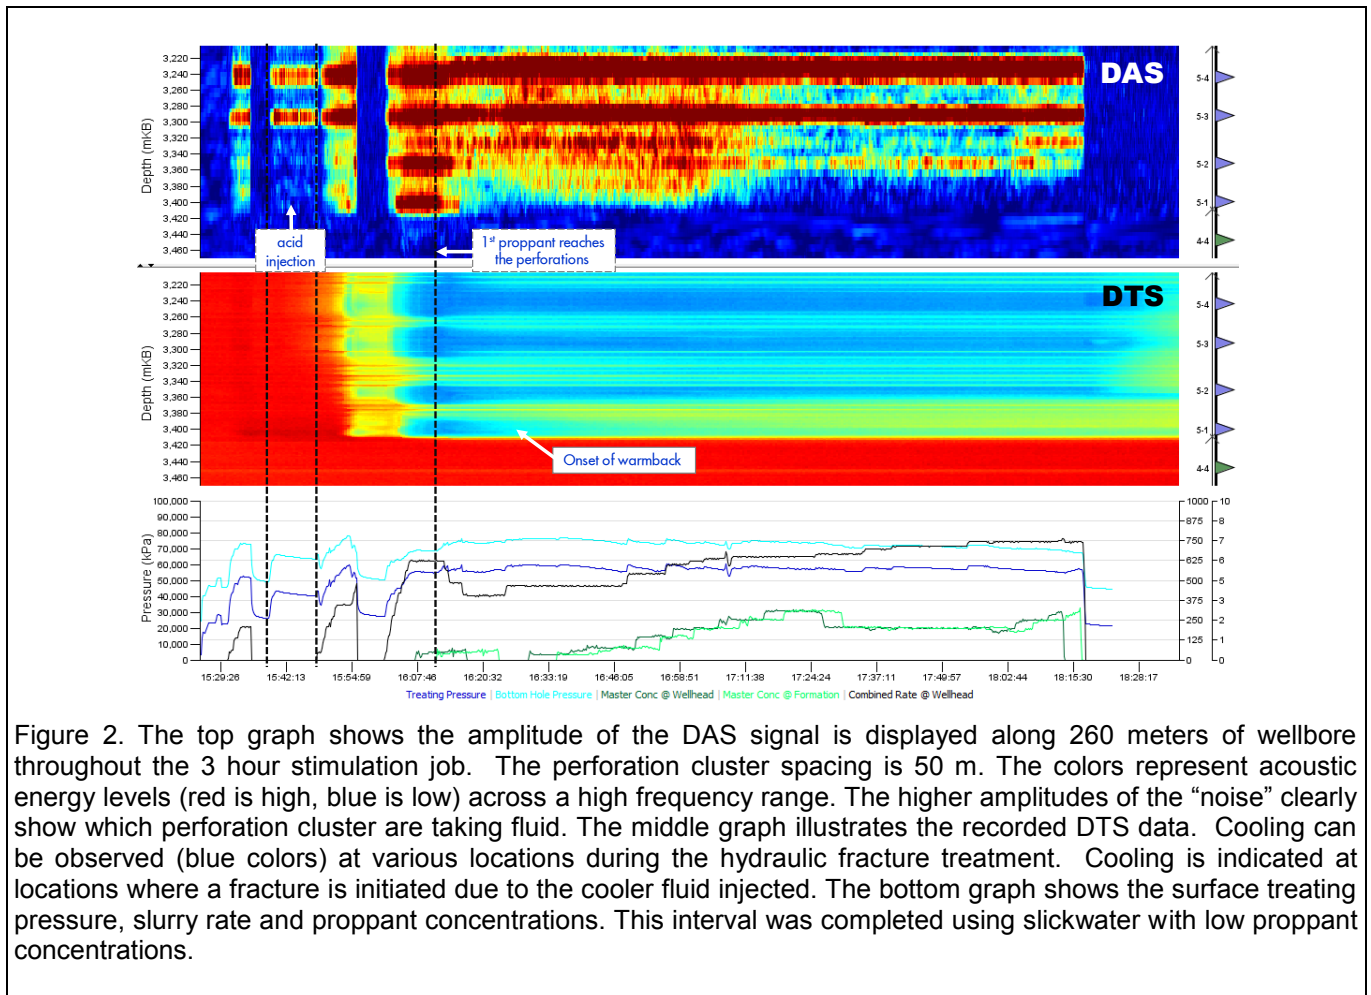 DAS
3,220
3,240
3,260
3,280
3,300
3,320
3,340
3,360
3,380
3,400
3,420
3,440
3,460
Depth (mKB)
5-4
5-3
5-2
5-1
4-4
acid
injection
1st proppant reaches
the perforations
DTS
3,220
3,240
3,260
3,280
3,300
3,320
3,340
3,360
3,380
3,400
3,420
3,440
3,460
Depth (mKB)
5-4
5-3
5-2
5-1
4-4
Onset of warmback
100,000
90,000
80,000
70,000
60,000
50,000
40,000
30,000
20,000
10,000
0
Pressure (kPa)
1000 10
875 8
750 7
625 6
500 5
375 3
250 2
125 1
0 0
15:29:26 15:42:13 15:54:59 16:07:46 16:20:32 16:33:19 16:46:05 16:58:51 17:11:38 17:24:24 17:37:11 17:49:57 18:02:44 18:15:30 18:28:17
Treating Pressure | Bottom Hole Pressure | Master Conc @ Wellhead | Master Conc @ Formation | Combined Rate @ Wellhead
Figure 2. The top graph shows the amplitude of the DAS signal is displayed along 260 meters of wellbore
throughout the 3 hour stimulation job. The perforation cluster spacing is 50 m. The colors represent acoustic
energy levels (red is high, blue is low) across a high frequency range. The higher amplitudes of the “noise” clearly
show which perforation cluster are taking fluid. The middle graph illustrates the recorded DTS data. Cooling can
be observed (blue colors) at various locations during the hydraulic fracture treatment. Cooling is indicated at
locations where a fracture is initiated due to the cooler fluid injected. The bottom graph shows the surface treating
pressure, slurry rate and proppant concentrations. This interval was completed using slickwater with low proppant
concentrations.